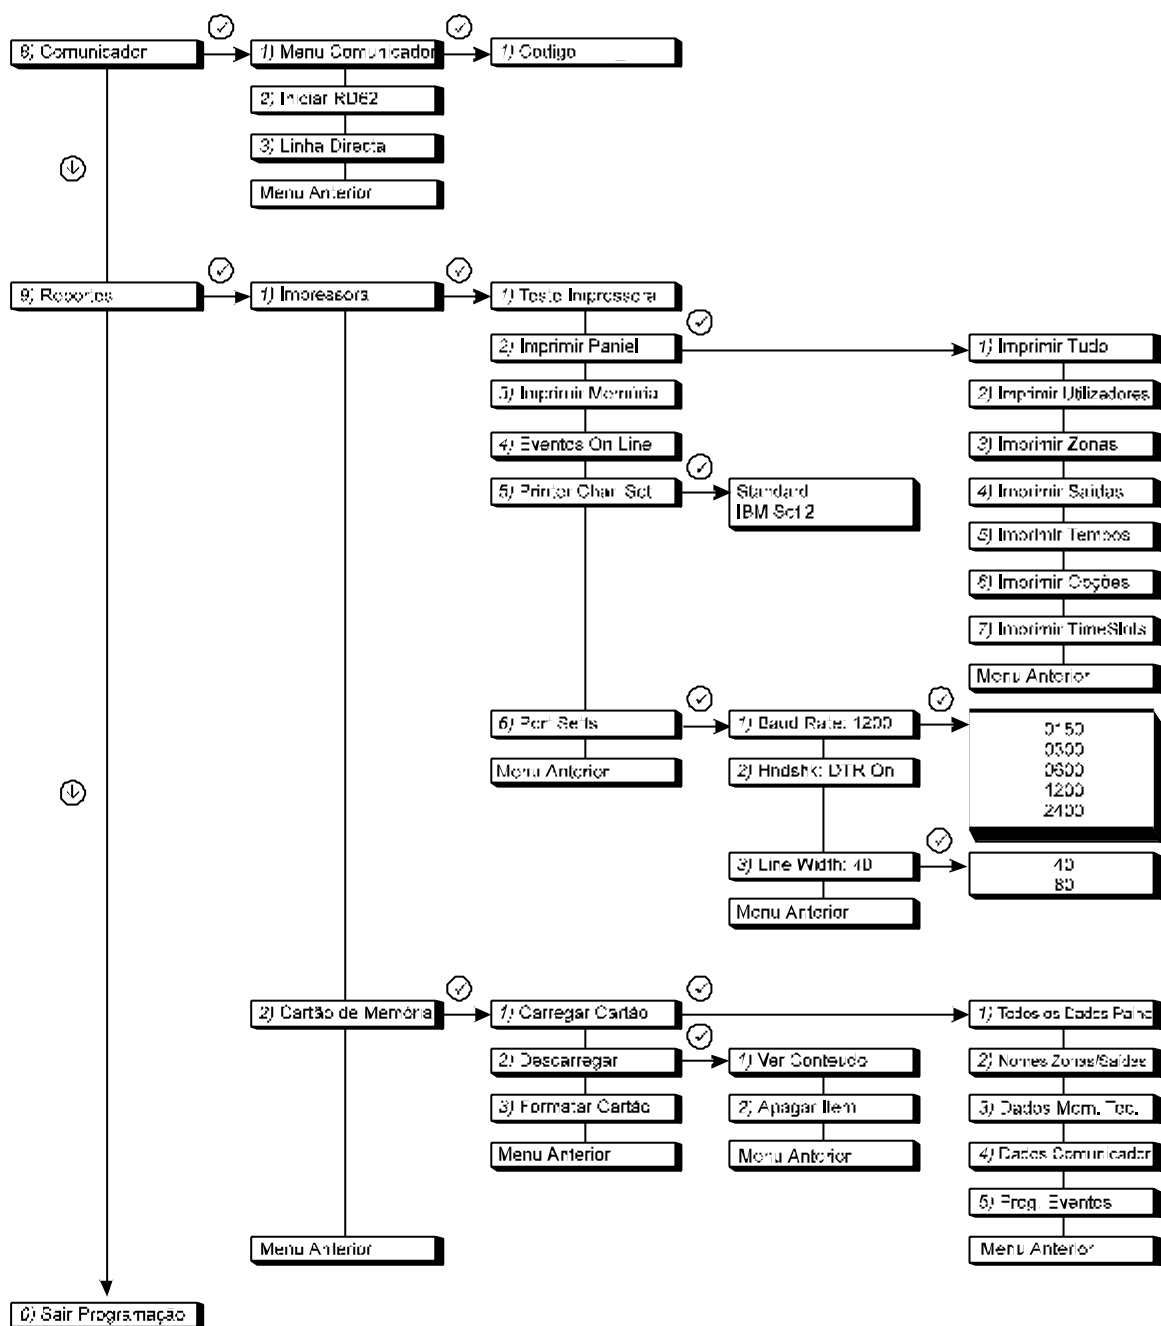 8) Comunicador
1) Menu Comunicador
1) Codigo
2) Iniciar RD62
3) Linha Directa
Menu Anterior
9) Reportes
1) Impressora
1) Teste Impressora
2) Imprimir Paniel
1) Imprimir Tudo
3) Imprimir Memória
2) Imprimir Utilizadores
4) Eventos On Line
3) Imprimir Zonas
5) Printer Char. Set
Standard
IBM Set 2
4) Imprimir Saídas
5) Imprimir Tempos
6) Imprimir Opções
7) Imprimir TimeSlots
Menu Anterior
6) Port Setts
1) Baud Rate: 1200
0150
0300
0600
1200
2400
Menu Anterior
2) Hndshk: DTR On
3) Line Width: 40
40
80
Menu Anterior
2) Cartão de Memória
1) Carregar Cartão
1) Todos os Dados Paine
2) Descarregar
1) Ver Conteudo
2) Nomes Zonas/Saídas
3) Formatar Cartão
2) Apagar Item
3) Dados Mem. Tec.
Menu Anterior
Menu Anterior
4) Dados Comunicador
5) Prog. Eventos
Menu Anterior
Menu Anterior
0) Sair Programação